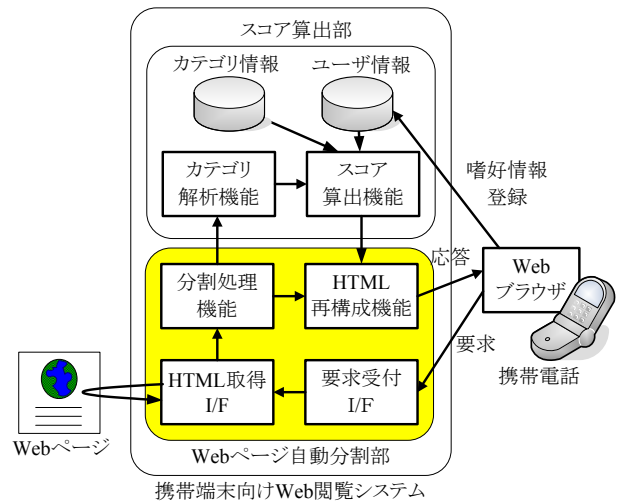 スコア算出部
カテゴリ情報
ユーザ情報
カテゴリ
解析機能
スコア
算出機能
嗜好情報
登録
分割処理
機能
HTML
再構成機能
応答
Web
ブラウザ
要求
携帯電話
HTML取得
I/F
要求受付
I/F
Webページ
Webページ自動分割部
携帯端末向けWeb閲覧システム